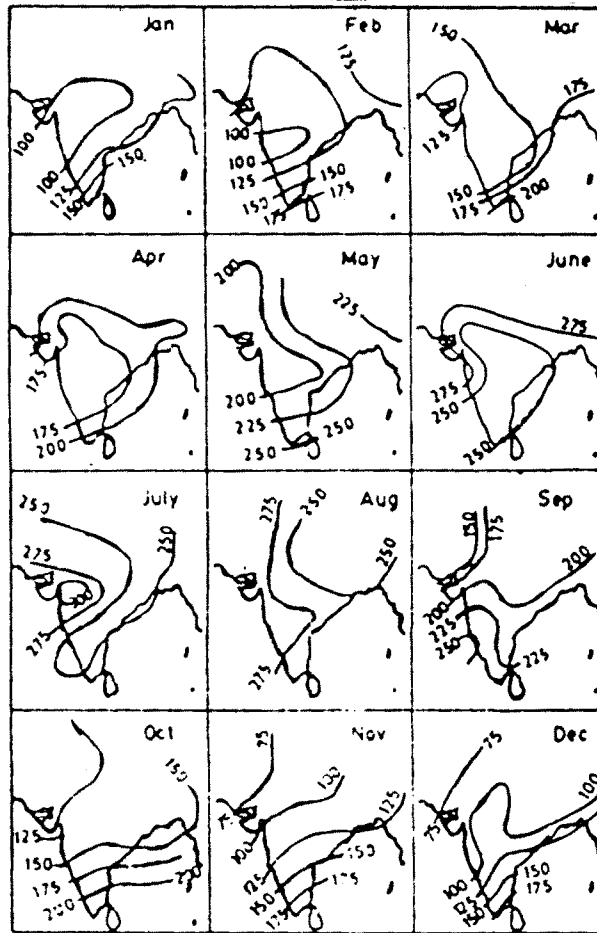 Jan Feb Mar
100 100 125 150
175 100 100 125 150 150 175
150 125 150 175 200 175
Apr May June
175 175 200
200 225 200 225 250 250
275 275 250 250
July Aug Sep
250 275 200 275 250
275 250 250 275
150 175 200 200 225 250 225
Oct Nov Dec
150 125 150 175 200
75 75 100 125 100 125 150 150 175 175
75 75 100 100 125 150 150 175